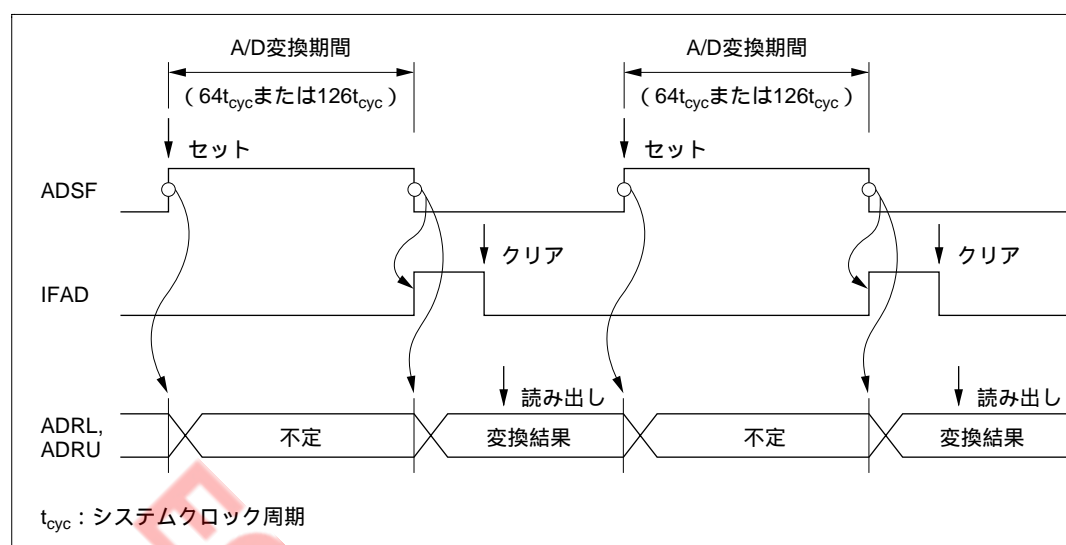 A/D変換期間 A/D変換期間
（64tcycまたは126tcyc） （64tcycまたは126tcyc）
セット セット
ADSF
クリア クリア
IFAD
読み出し 読み出し
ADRL,
ADRU
不定 変換結果 不定 変換結果
tcyc：システムクロック周期